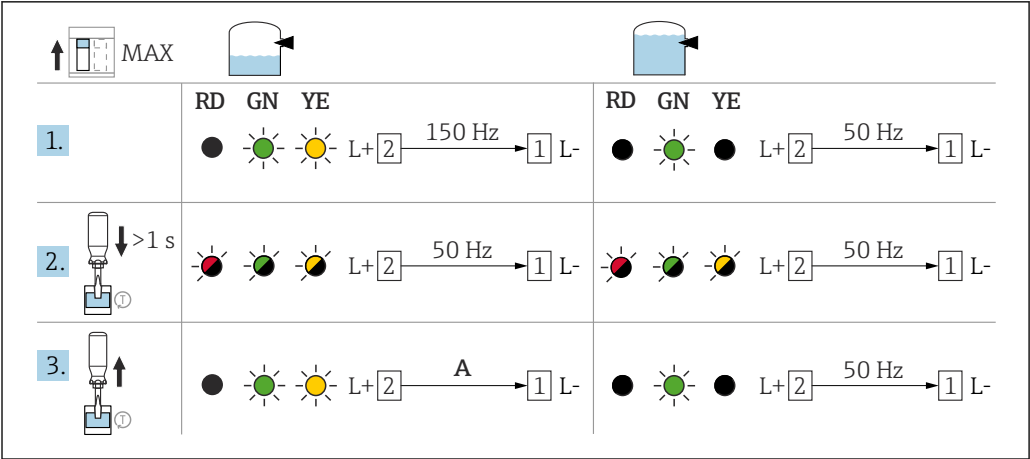 MAX
RD GN YE RD GN YE
1. L+ 2 150 Hz 1 L- L+ 2 50 Hz 1 L-
2. >1 s T L+ 2 50 Hz 1 L- L+ 2 50 Hz 1 L-
3. T L+ 2 A 1 L- L+ 2 50 Hz 1 L-